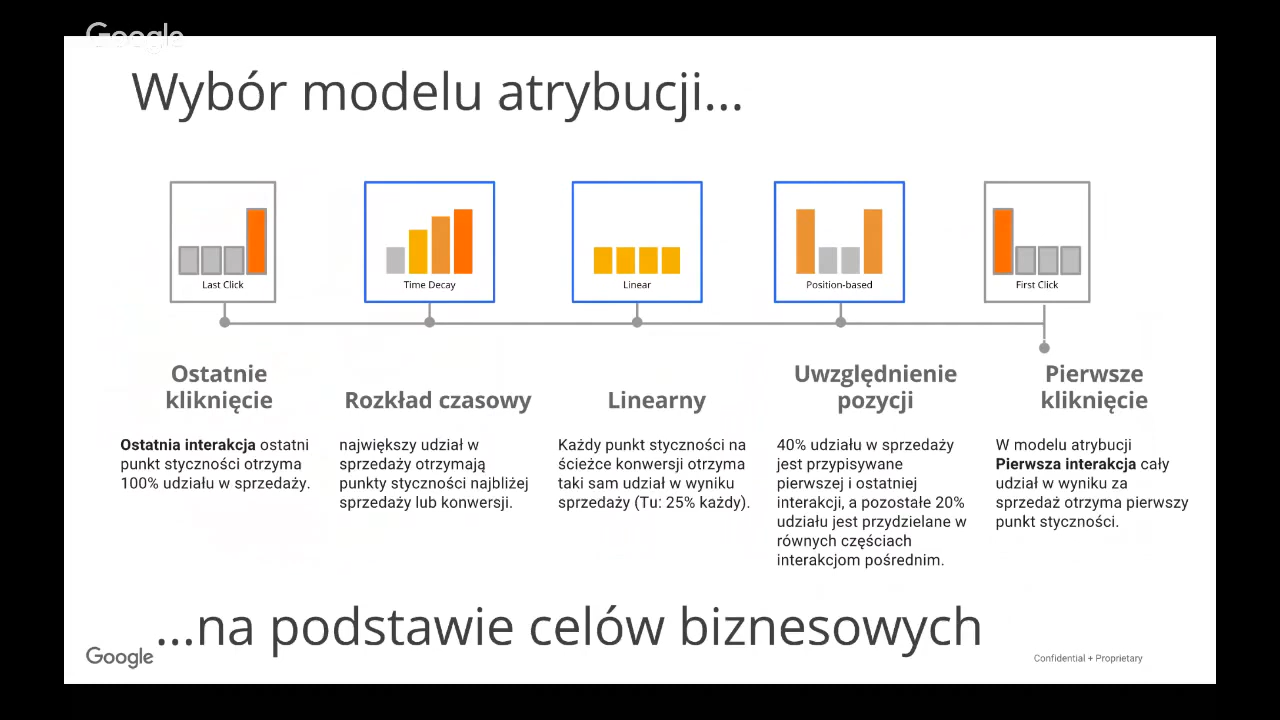 Google
Wybór modelu atrybucji...
Last Click
Time Decay
Linear
Position-based
First Click
Ostatnie
kliknięcie
Ostatnia interakcja ostatni
punkt styczności otrzyma
100% udziału w sprzedaży.
Rozkład czasowy
największy udział w
sprzedaży otrzymają
punkty styczności najbliżej
sprzedaży lub konwersji.
Linearny
Każdy punkt styczności na
ścieżce konwersji otrzyma
taki sam udział w wyniku
sprzedaży (Tu: 25% każdy).
Uwzględnienie
pozycji
40% udziału w sprzedaży
jest przypisywane
pierwszej i ostatniej
interakcji, a pozostałe 20%
udziału jest przydzielane w
równych częściach
interakcjom pośrednim.
Pierwsze
kliknięcie
W modelu atrybucji
Pierwsza interakcja cały
udział w wyniku za
sprzedaż otrzyma pierwszy
punkt styczności.
...na podstawie celów biznesowych
Google
Confidential + Proprietary